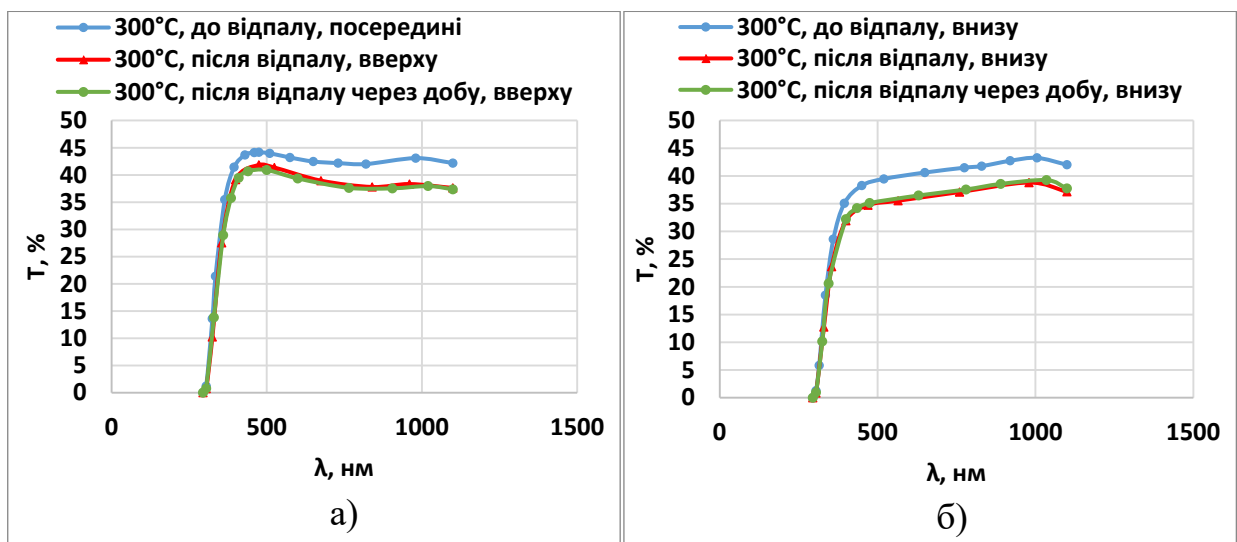 300°C, до відпалу, посередині
300°C, після відпалу, вверху
300°C, після відпалу через добу, вверху
50
45
40
35
30
25
20
15
10
5
0
T, %
0 500 1000 1500
λ, нм
а)
300°C, до відпалу, внизу
300°C, після відпалу, внизу
300°C, після відпалу через добу, внизу
50
45
40
35
30
25
20
15
10
5
0
T, %
0 500 1000 1500
λ, нм
б)